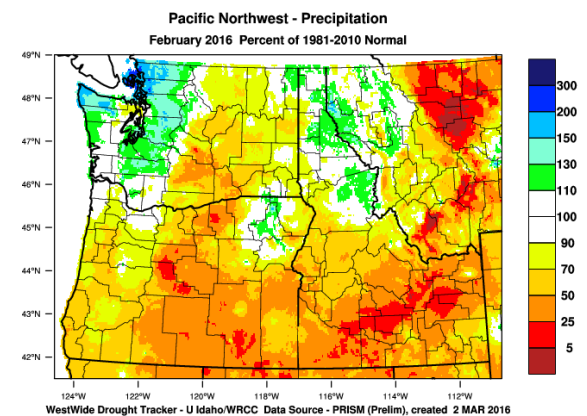 Pacific Northwest - Precipitation
February 2016 Percent of 1981-2010 Normal
49°N
48°N
47°N
46°N
45°N
44°N
43°N
42°N
124°W 122°W 120°W 118°W 116°W 114°W 112°W
300
200
150
130
110
100
90
70
50
25
5
WestWide Drought Tracker - U Idaho/WRCC Data Source - PRISM (Prelim), created 2 MAR 2016